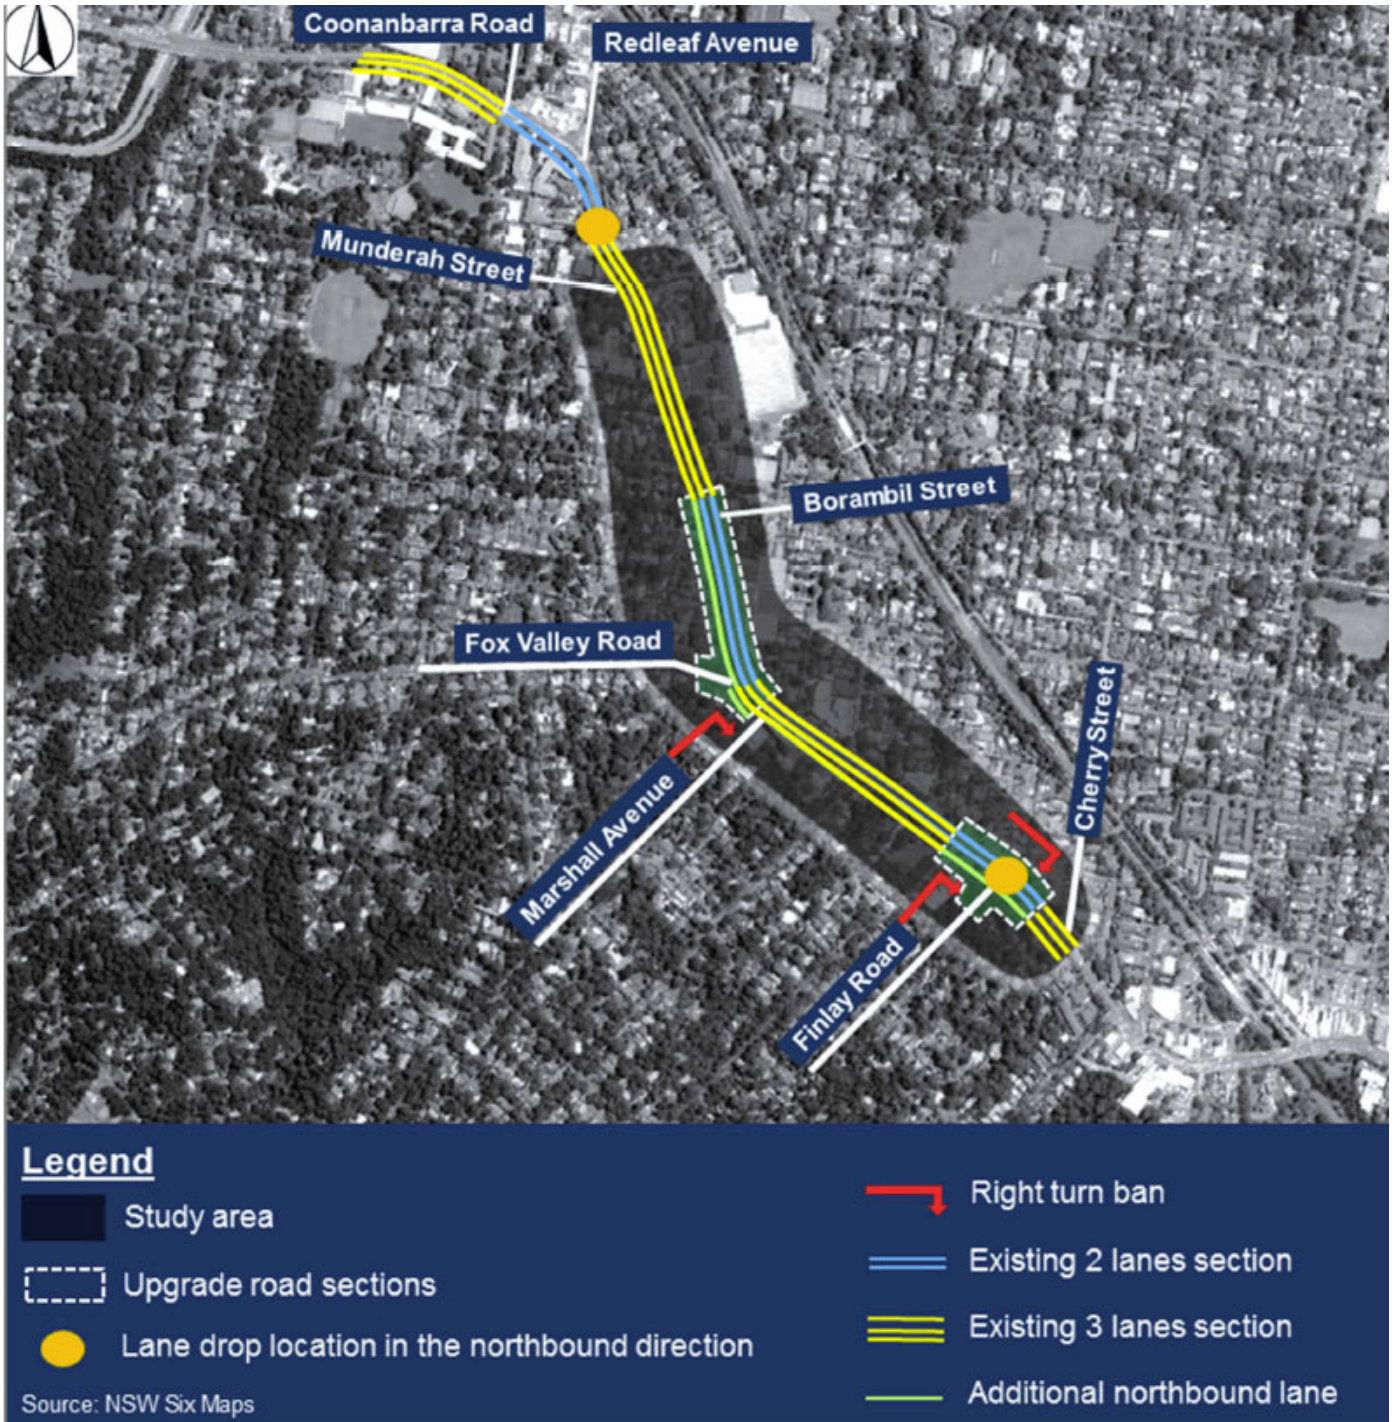 Coonanbarra Road
Redleaf Avenue
Munderah Street
Borambil Street
Fox Valley Road
Cherry Street
Marshall Avenue
Finlay Road
Legend
Study area
Upgrade road sections
Lane drop location in the northbound direction
Source: NSW Six Maps
Right turn ban
Existing 2 lanes section
Existing 3 lanes section
Additional northbound lane